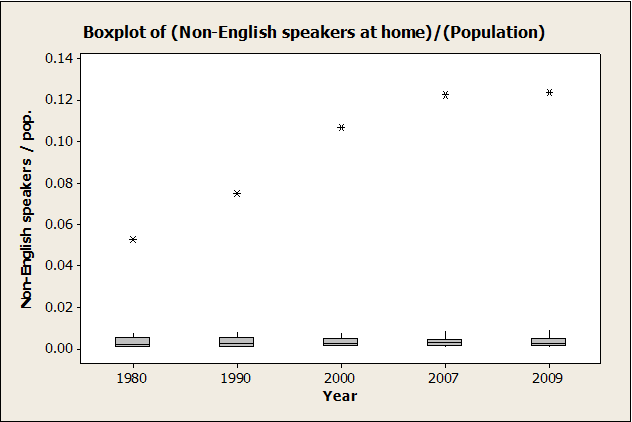 Boxplot of (Non-English speakers at home)/(Population)
Non-English speakers / pop.
0.14
0.12
0.10
0.08
0.06
0.04
0.02
0.00
1980 1990 2000 2007 2009
Year